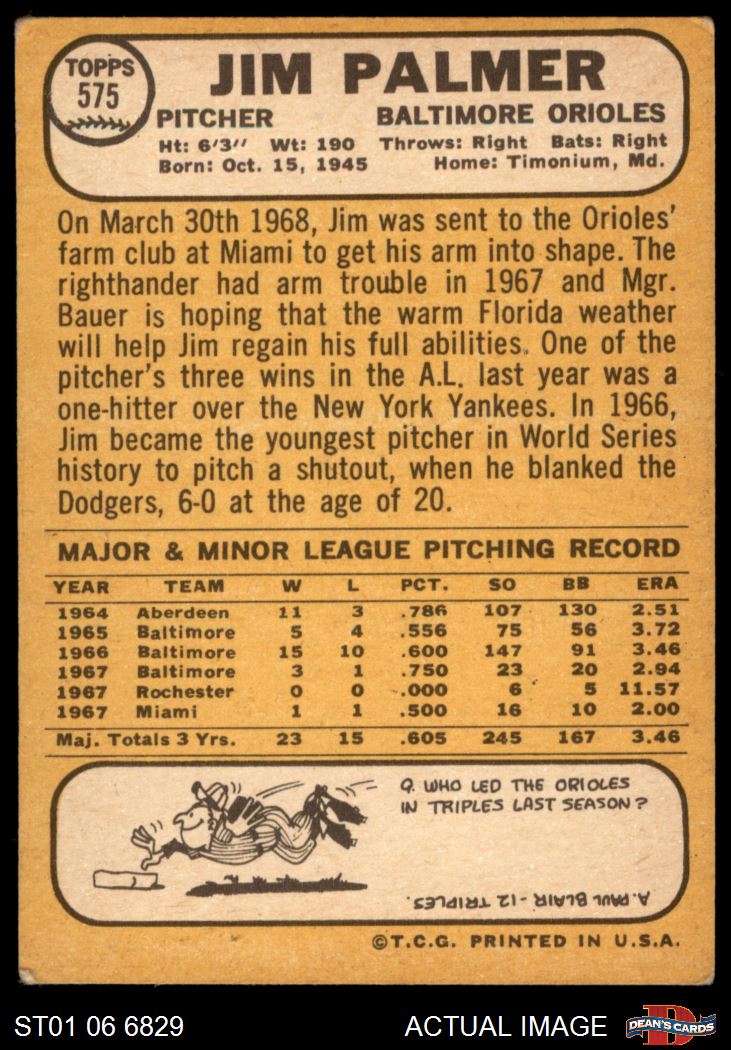 TOPPS
575
JIM PALMER
PITCHER BALTIMORE ORIOLES
Ht: 6'3" Wt: 190 Throws: Right Bats: Right
Born: Oct. 15, 1945 Home: Timonium, Md.
On March 30th 1968, Jim was sent to the Orioles'
farm club at Miami to get his arm into shape. The
righthander had arm trouble in 1967 and Mgr.
Bauer is hoping that the warm Florida weather
will help Jim regain his full abilities. One of the
pitcher's three wins in the A.L. last year was a
one-hitter over the New York Yankees. In 1966,
Jim became the youngest pitcher in World Series
history to pitch a shutout, when he blanked the
Dodgers, 6-0 at the age of 20.
MAJOR & MINOR LEAGUE PITCHING RECORD
YEAR TEAM W L PCT. SO BB ERA
1964 Aberdeen 11 3 .786 107 130 2.51
1965 Baltimore 5 4 .556 75 56 3.72
1966 Baltimore 15 10 .600 147 91 3.46
1967 Baltimore 3 1 .750 23 20 2.94
1967 Rochester 0 0 .000 6 5 11.57
1967 Miami 1 1 .500 16 10 2.00
Maj. Totals 3 Yrs. 23 15 .605 245 167 3.46
Q. WHO LED THE ORIOLES
IN TRIPLES LAST SEASON?
A. PAUL BLAIR - 12 TRIPLES.
©T.C.G. PRINTED IN U.S.A.
ST01 06 6829 ACTUAL IMAGE DEAN'S CARDS